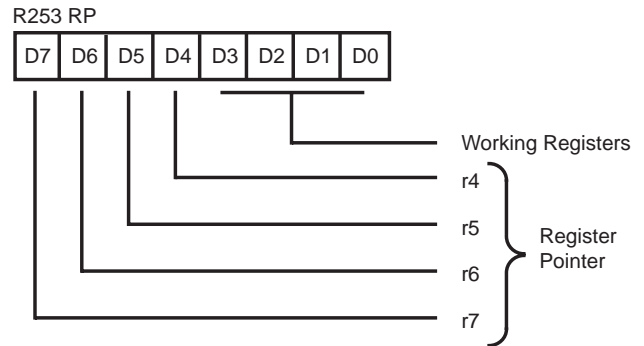 R253 RP
D7 D6 D5 D4 D3 D2 D1 D0
Working Registers
r4
r5
r6
r7
Register
Pointer